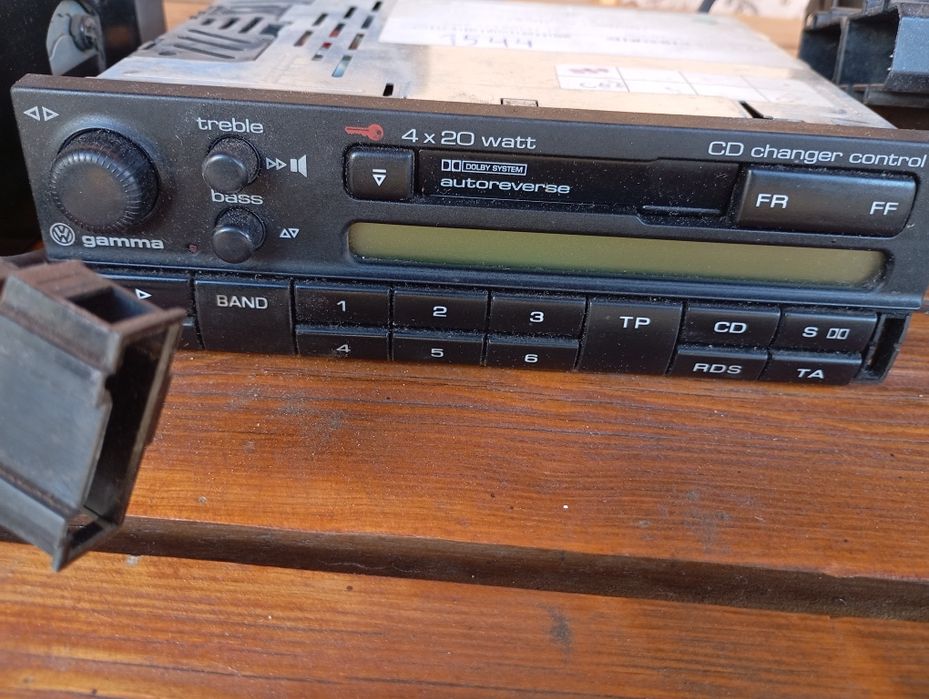 1544
treble
4 x 20 watt
CD changer control
DOLBY SYSTEM
autoreverse
FR FF
bass
gamma
BAND 1 2 3 TP CD S
4 5 6 RDS TA